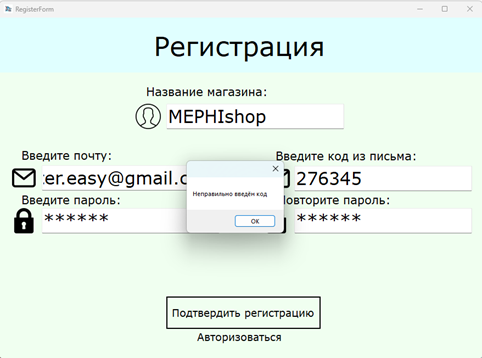 RegisterForm
Регистрация
Название магазина:
MEPHIshop
Введите почту:
Введите код из письма:
ter.easy@gmail.c
276345
Неправильно введён код
OK
Введите пароль:
Повторите пароль:
******
******
Подтвердить регистрацию
Авторизоваться